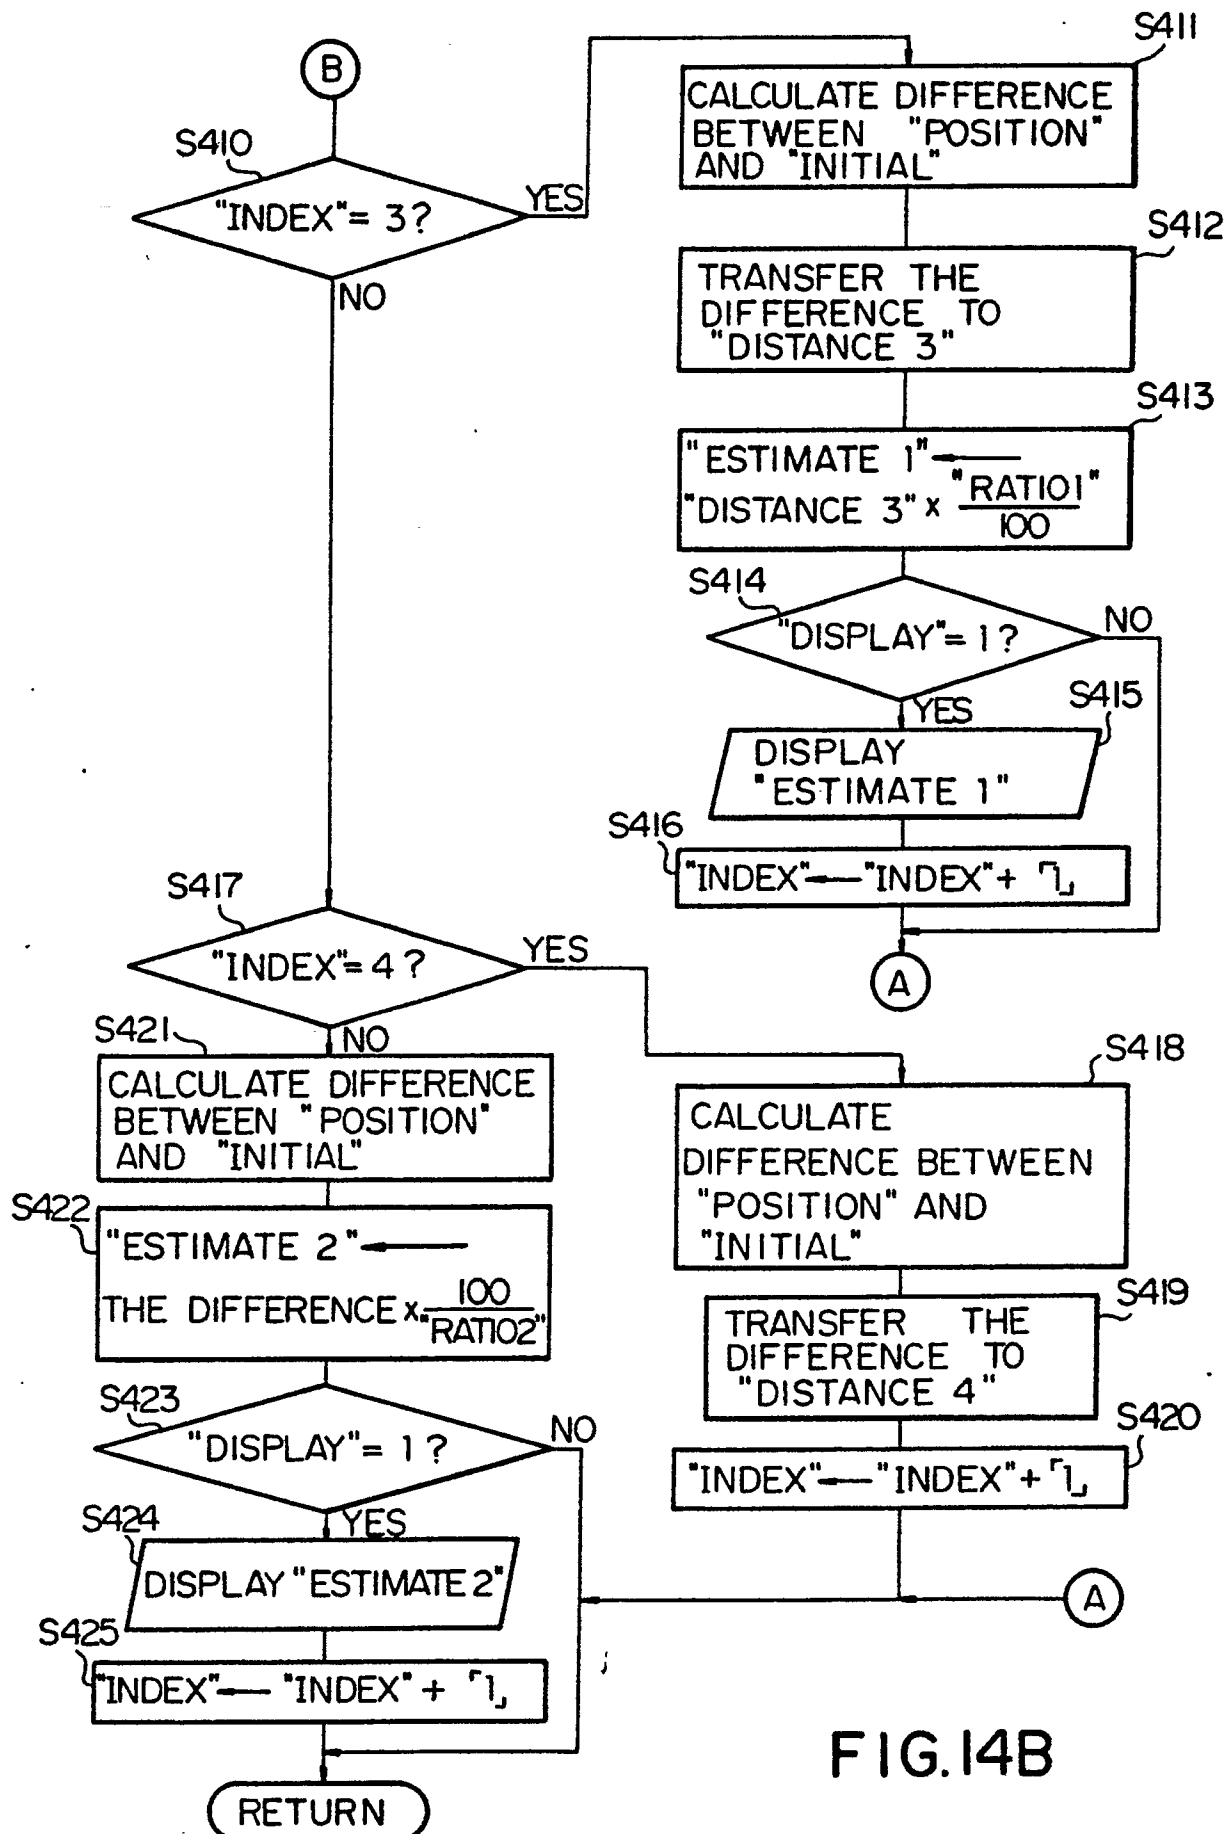 B
S410
"INDEX"= 3?
YES
NO
S411
CALCULATE DIFFERENCE
BETWEEN "POSITION"
AND "INITIAL"
S412
TRANSFER THE
DIFFERENCE TO
"DISTANCE 3"
S413
"ESTIMATE 1"←
"DISTANCE 3" x "RATIO1"
100
S414
"DISPLAY"= 1?
NO
YES
S415
DISPLAY
"ESTIMATE 1"
S416
"INDEX"←"INDEX"+ 「1」
A
S417
"INDEX"= 4?
YES
NO
S418
CALCULATE
DIFFERENCE BETWEEN
"POSITION" AND
"INITIAL"
S419
TRANSFER THE
DIFFERENCE TO
"DISTANCE 4"
S420
"INDEX"←"INDEX"+「1」
A
S421
CALCULATE DIFFERENCE
BETWEEN "POSITION"
AND "INITIAL"
S422
"ESTIMATE 2"←
THE DIFFERENCE x 100
"RATIO2"
S423
"DISPLAY"= 1?
NO
YES
S424
DISPLAY "ESTIMATE 2"
S425
"INDEX"← "INDEX" + 「1」
RETURN
FIG.14B